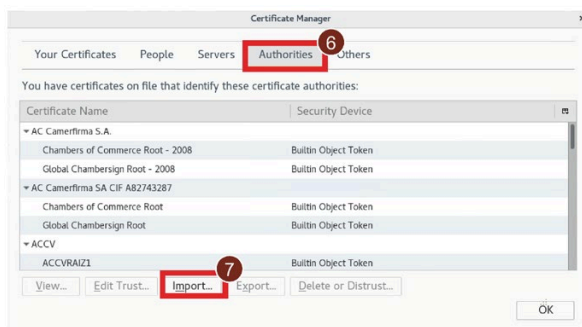 Certificate Manager
6
Your Certificates People Servers Authorities Others
You have certificates on file that identify these certificate authorities:
Certificate Name Security Device
AC Camerfirma S.A.
Chambers of Commerce Root - 2008 Builtin Object Token
Global Chambersign Root - 2008 Builtin Object Token
AC Camerfirma SA CIF A82743287
Chambers of Commerce Root Builtin Object Token
Global Chambersign Root Builtin Object Token
ACCV
ACCVRAIZ1 Builtin Object Token
7
View... Edit Trust... Import... Export... Delete or Distrust...
OK